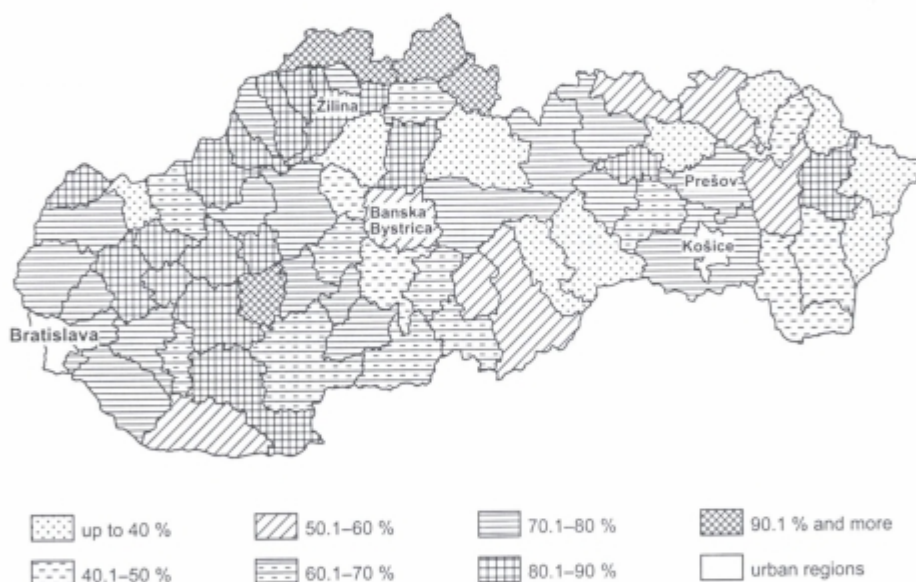 Žilina
Prešov
Banska
Bystrica
Košice
Bratislava
up to 40 %
50.1–60 %
70.1–80 %
90.1 % and more
40.1–50 %
60.1–70 %
80.1–90 %
urban regions